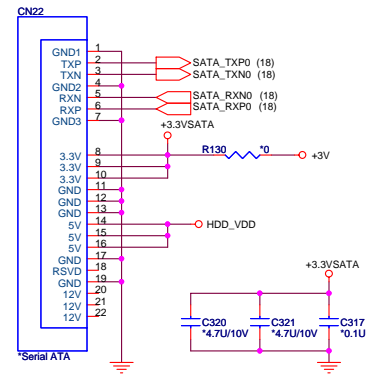 CN22
GND1 1
TXP 2 SATA_TXP0 (18)
TXN 3 SATA_TXN0 (18)
GND2 4
RXN 5 SATA_RXN0 (18)
RXP 6 SATA_RXP0 (18)
GND3 7
+3.3VSATA
3.3V 8 R130 *0 +3V
3.3V 9
3.3V 10
GND 11
GND 12
GND 13
5V 14 HDD_VDD
5V 15
5V 16
GND 17
RSVD 18
GND 19
12V 20
12V 21
12V 22
*Serial ATA
+3.3VSATA
C320 C321 C317
*4.7U/10V *4.7U/10V *0.1U